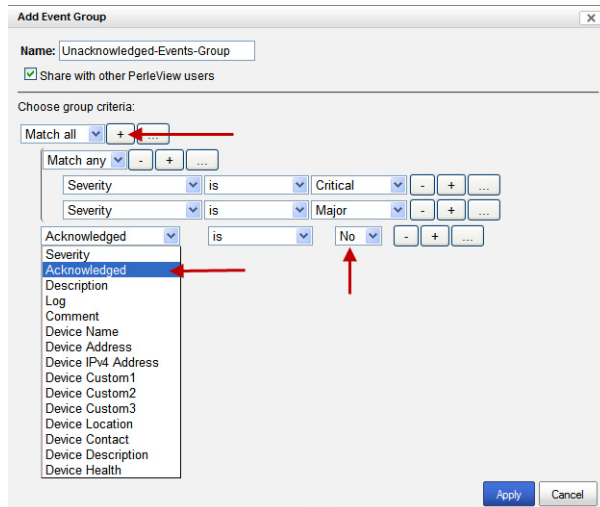 Add Event Group X
Name: Unacknowledged-Events-Group
Share with other PerleView users
Choose group criteria:
Match all + ...
Match any - + ...
Severity is Critical - + ...
Severity is Major - + ...
Acknowledged is No - + ...
Severity
Acknowledged
Description
Log
Comment
Device Name
Device Address
Device IPv4 Address
Device Custom1
Device Custom2
Device Custom3
Device Location
Device Contact
Device Description
Device Health
Apply Cancel